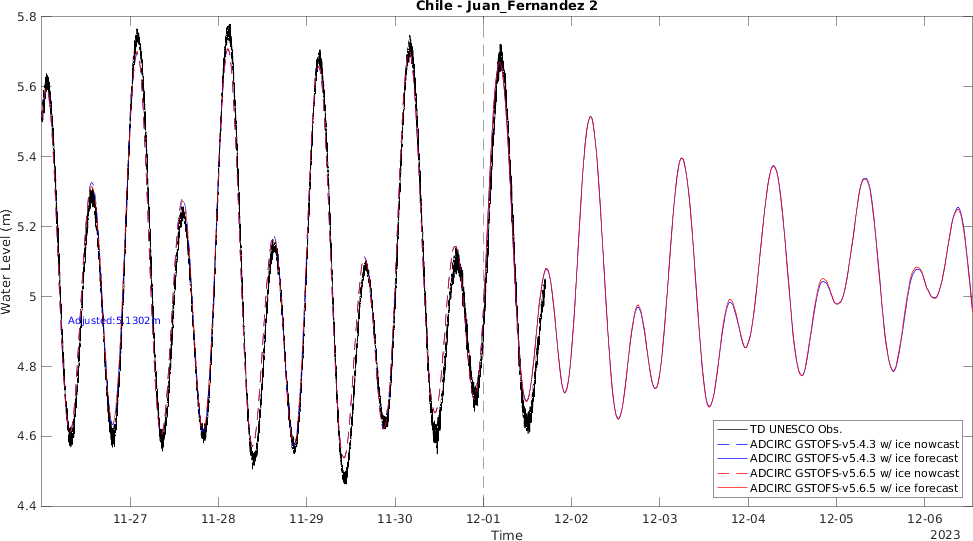 Chile - Juan_Fernandez 2
5.8
5.6
5.4
5.2
5
4.8
4.6
4.4
Water Level (m)
Adjusted:5.1302m
TD UNESCO Obs.
ADCIRC GSTOFS-v5.4.3 w/ ice nowcast
ADCIRC GSTOFS-v5.4.3 w/ ice forecast
ADCIRC GSTOFS-v5.6.5 w/ ice nowcast
ADCIRC GSTOFS-v5.6.5 w/ ice forecast
11-27 11-28 11-29 11-30 12-01 12-02 12-03 12-04 12-05 12-06
Time
2023